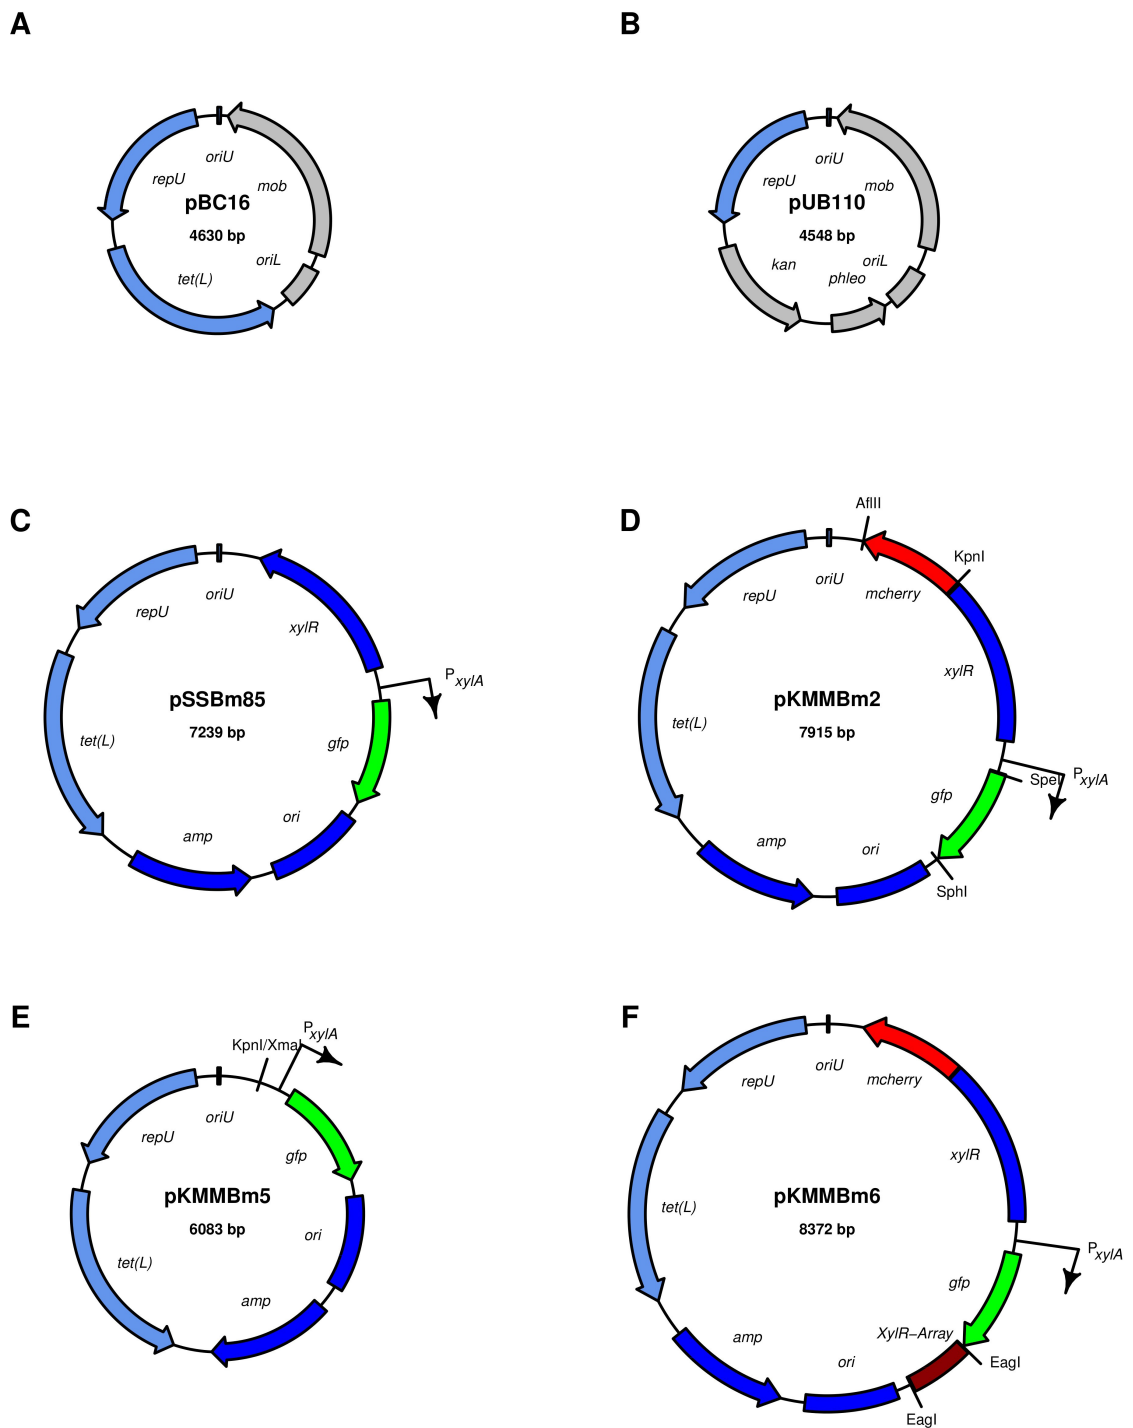 A
oriU
repU
mob
pBC16
4630 bp
oriL
tet(L)
B
oriU
repU
mob
pUB110
4548 bp
kan
oriL
phleo
C
oriU
repU
xylR
PxylA
pSSBm85
7239 bp
tet(L)
gfp
ori
amp
D
AflII
KpnI
oriU
mcherry
repU
xylR
pKMMBm2
7915 bp
tet(L)
SpeI
PxylA
gfp
amp
ori
SphI
E
PxylA
KpnI/XmaI
oriU
repU
gfp
pKMMBm5
6083 bp
ori
tet(L)
amp
F
oriU
mcherry
repU
xylR
pKMMBm6
8372 bp
tet(L)
PxylA
gfp
XylR−Array
amp
ori
EagI
EagI